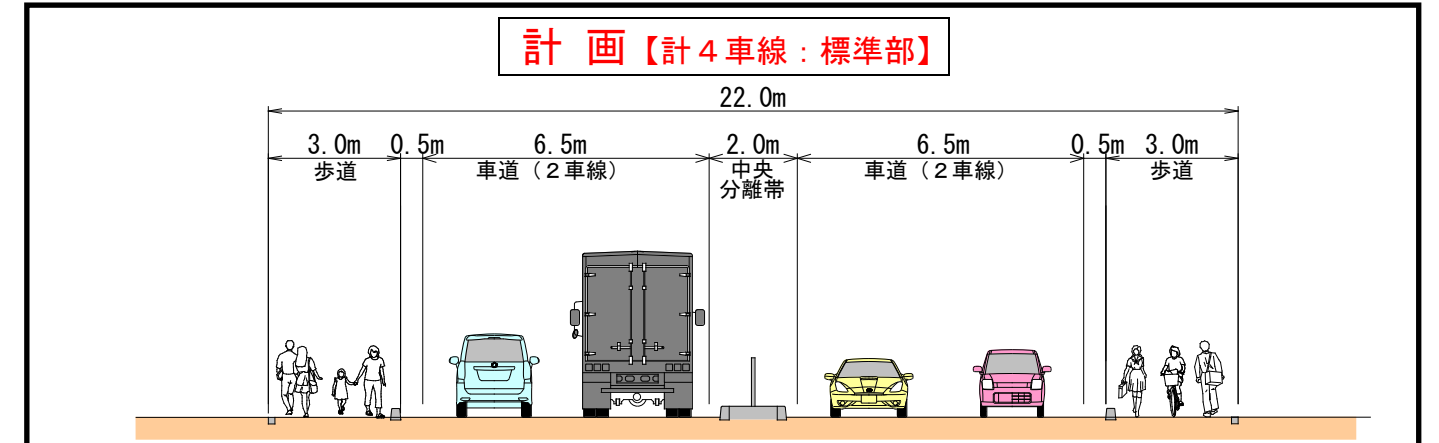 計 画【計４車線：標準部】
22.0m
3.0m 0.5m 6.5m 2.0m 6.5m 0.5m 3.0m
歩道 車道（２車線） 中央 車道（２車線） 歩道
分離帯